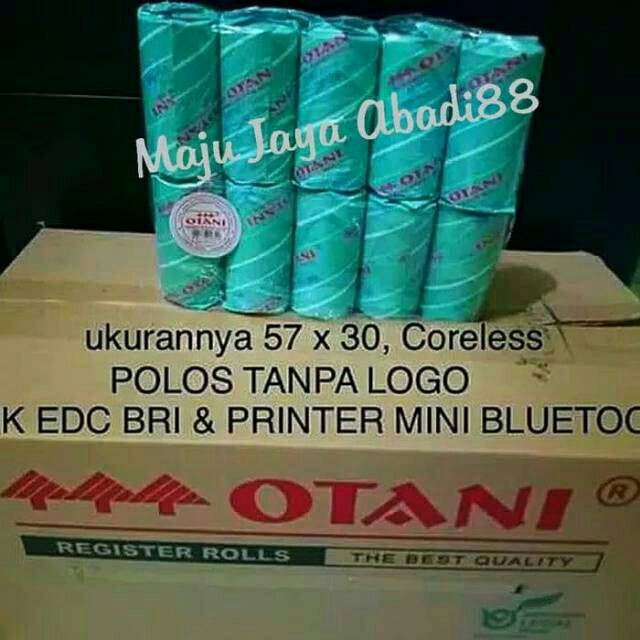 OTANI
Maju Jaya Abadi88
OTANI
ukurannya 57 x 30, Coreless
POLOS TANPA LOGO
K EDC BRI & PRINTER MINI BLUETOO
OTANI ®
REGISTER ROLLS
THE BEST QUALITY